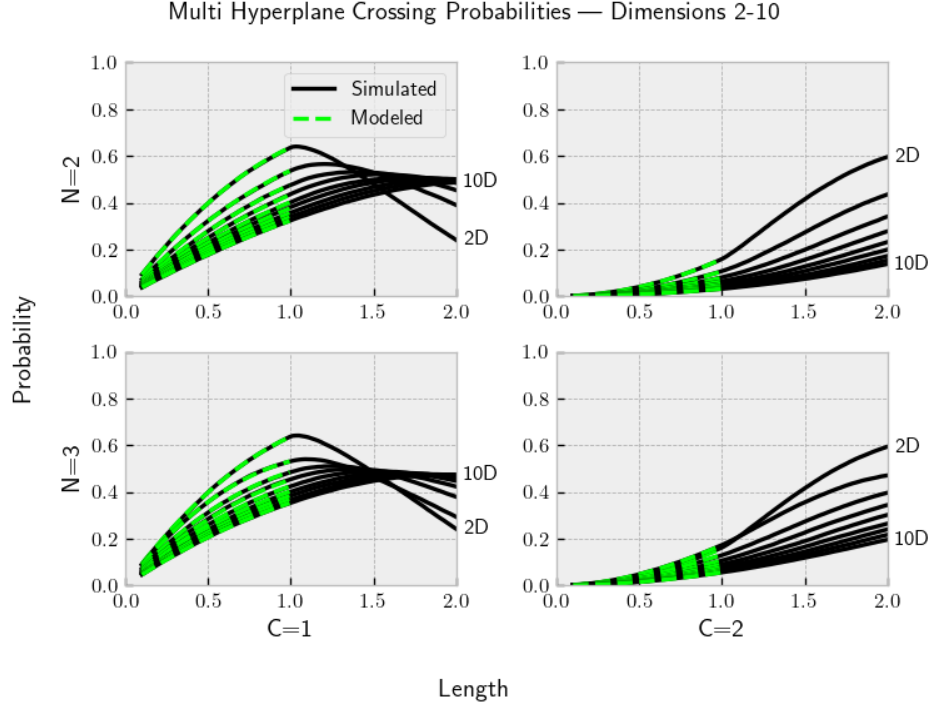 Multi Hyperplane Crossing Probabilities — Dimensions 2-10
Probability
N=2
1.0
0.8
0.6
0.4
0.2
0.0
0.0 0.5 1.0 1.5 2.0
Simulated
Modeled
10D
2D
1.0
0.8
0.6
0.4
0.2
0.0
0.0 0.5 1.0 1.5 2.0
2D
10D
N=3
1.0
0.8
0.6
0.4
0.2
0.0
0.0 0.5 1.0 1.5 2.0
10D
2D
C=1
1.0
0.8
0.6
0.4
0.2
0.0
0.0 0.5 1.0 1.5 2.0
2D
10D
C=2
Length